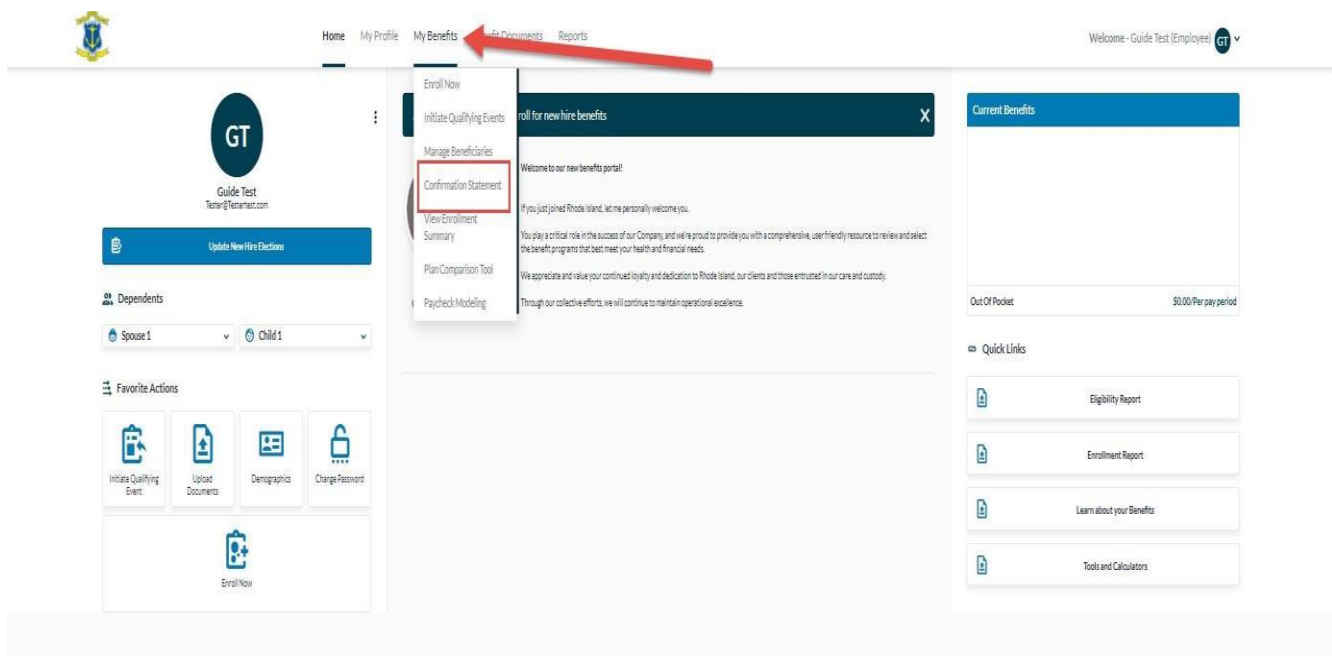 Home My Profile My Benefits Benefit Documents Reports
Welcome - Guide Test (Employee) GT
GT
Guide Test
Tester@Testertest.com
Update New Hire Elections
Dependents
Spouse 1
Child 1
Favorite Actions
Initiate Qualifying
Event
Upload
Documents
Demographics
Change Password
Enroll Now
Enroll Now
Initiate Qualifying Events
Manage Beneficiaries
Confirmation Statement
View Enrollment
Summary
Plan Comparison Tool
Paycheck Modeling
roll for new hire benefits X
Welcome to our new benefits portal!
If you just joined Rhode Island, let me personally welcome you.
You play a critical role in the success of our Company, and we're proud to provide you with a comprehensive, user friendly resource to review and select
the benefit programs that best meet your health and financial needs.
We appreciate and value your continued loyalty and dedication to Rhode Island, our clients and those entrusted in our care and custody.
Through our collective efforts, we will continue to maintain operational excellence.
Current Benefits
Out Of Pocket $0.00/Per pay period
Quick Links
Eligibility Report
Enrollment Report
Learn about your Benefits
Tools and Calculators